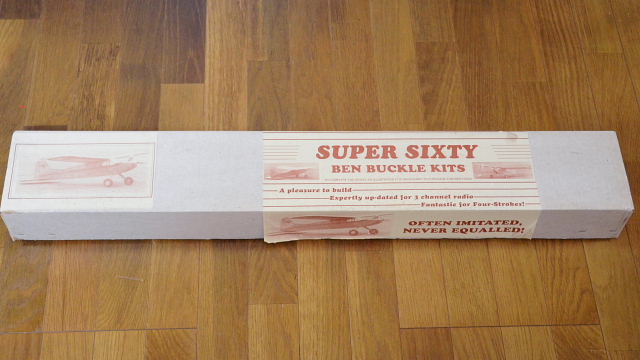 SUPER SIXTY
BEN BUCKLE KITS
A pleasure to build
Expertly up-dated for 3 channel radio
Fantastic for Four-Strokes!
OFTEN IMITATED,
NEVER EQUALLED!